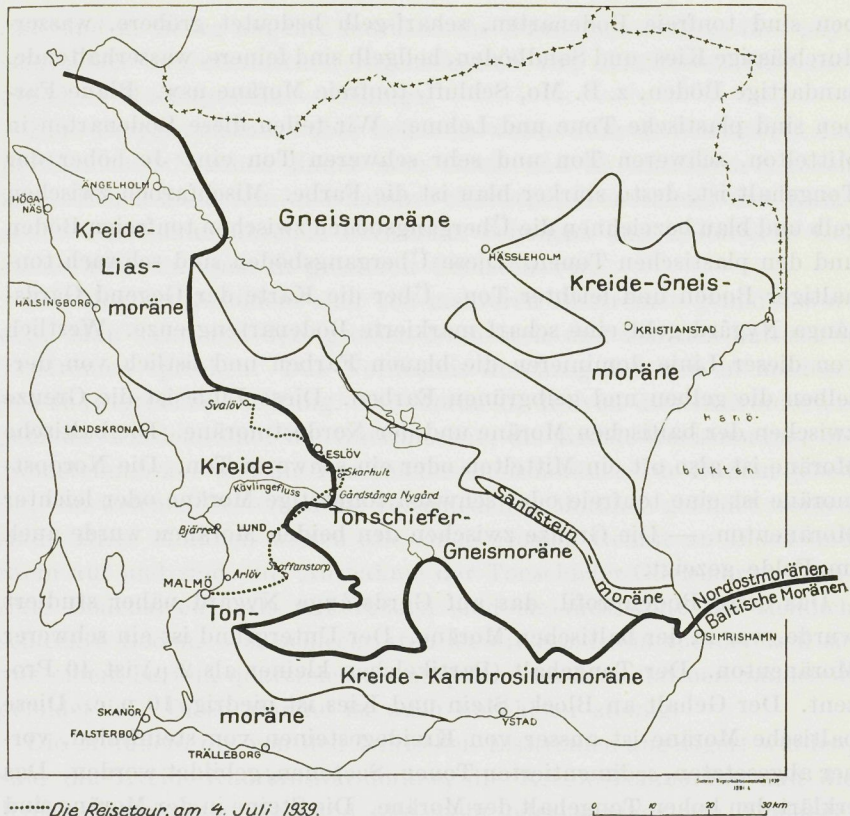 ÄNGELHOLM
HÖGA-
NÄS
Gneismoräne
Kreide-
Lias-
moräne
HÄSSLEHOLM
Kreide-Gneis-
HÄLSINGBORG
KRISTIANSTAD
moräne
Svalöv
LANDSKRONA
ESLÖV
Kreide-
Skarhult
Kävlingefluss
Gårdstånga Nygård
Tonschiefer-
Sandstein
Bjärred
LUND
Gneismoräne
Staffanstorp
Arlöv
MALMÖ
moräne
Nordostmoränen
Baltische Moränen
Ton-
SIMRISHAMN
Kreide-Kambrosilurmoräne
moräne
SKANÖR
YSTAD
FALSTERBO
TRÄLLEBORG
Die Reisetour am 4. Juli 1939.
0 10 20 30 km